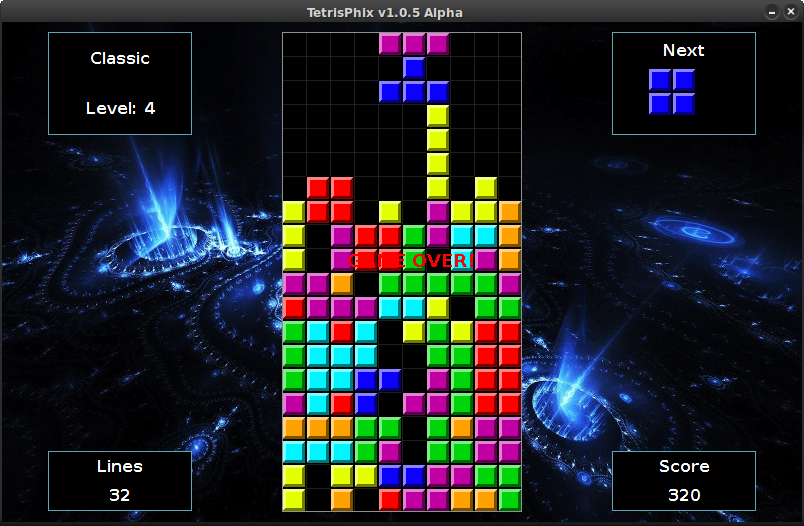 TetrisPhix v1.0.5 Alpha
Classic
Level: 4
Next
GAME OVER!
Lines
32
Score
320